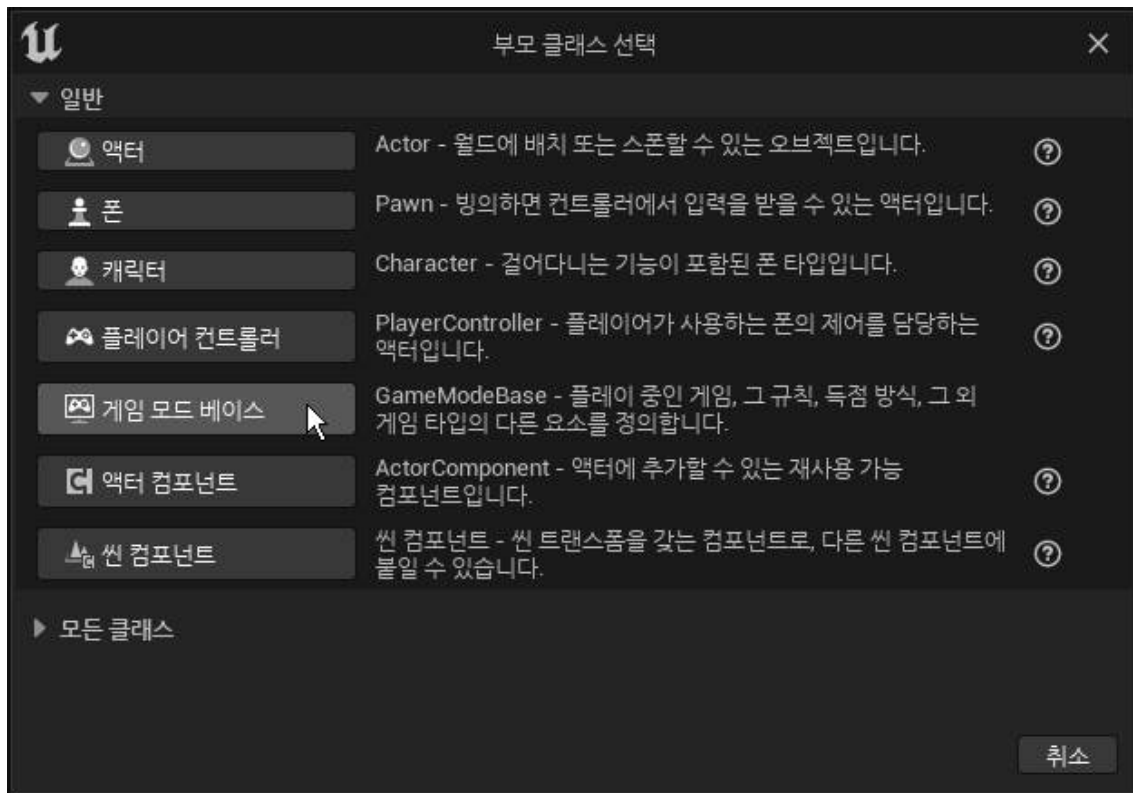 부모 클래스 선택
일반
액터
Actor - 월드에 배치 또는 스폰할 수 있는 오브젝트입니다.
폰
Pawn - 빙의하면 컨트롤러에서 입력을 받을 수 있는 액터입니다.
캐릭터
Character - 걸어다니는 기능이 포함된 폰 타입입니다.
플레이어 컨트롤러
PlayerController - 플레이어가 사용하는 폰의 제어를 담당하는
액터입니다.
게임 모드 베이스
GameModeBase - 플레이 중인 게임, 그 규칙, 득점 방식, 그 외
게임 타입의 다른 요소를 정의합니다.
액터 컴포넌트
ActorComponent - 액터에 추가할 수 있는 재사용 가능
컴포넌트입니다.
씬 컴포넌트
씬 컴포넌트 - 씬 트랜스폼을 갖는 컴포넌트로, 다른 씬 컴포넌트에
붙일 수 있습니다.
모든 클래스
취소